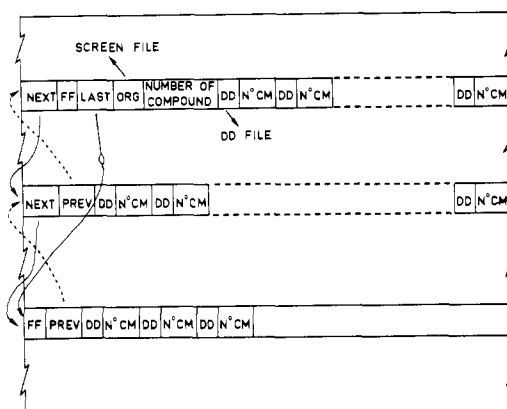 SCREEN FILE
NEXT FF LAST ORG NUMBER OF COMPOUND DD N°CM DD N°CM DD N°CM
DD FILE
NEXT PREV DD N°CM DD N°CM DD N°CM
FF PREV DD N°CM DD N°CM DD N°CM